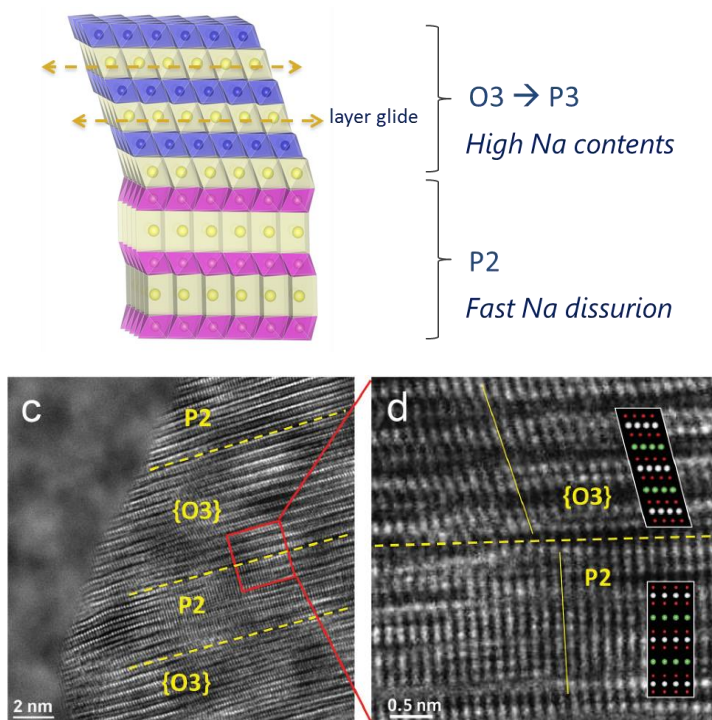 O3 → P3
layer glide
High Na contents
P2
Fast Na dissurion
c
P2
{O3}
P2
{O3}
2 nm
d
{O3}
P2
0.5 nm